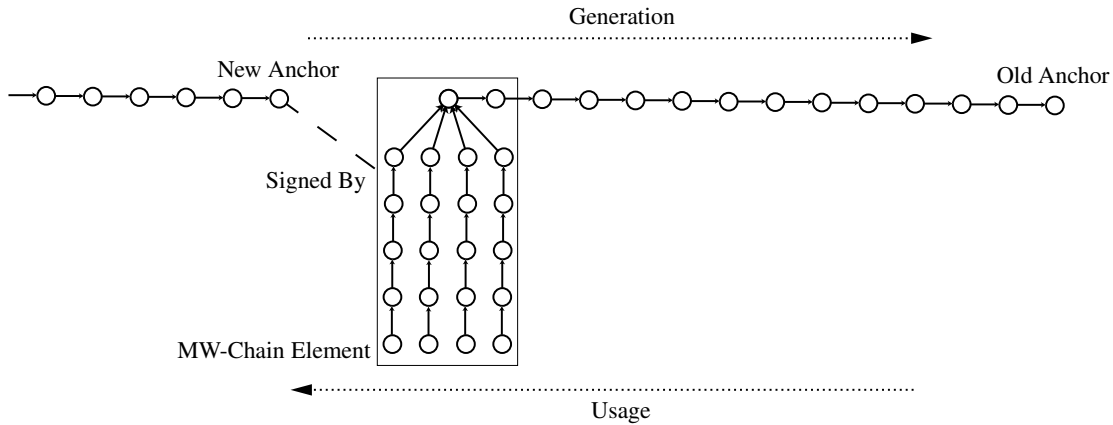 Generation
New Anchor
Old Anchor
Signed By
MW-Chain Element
Usage